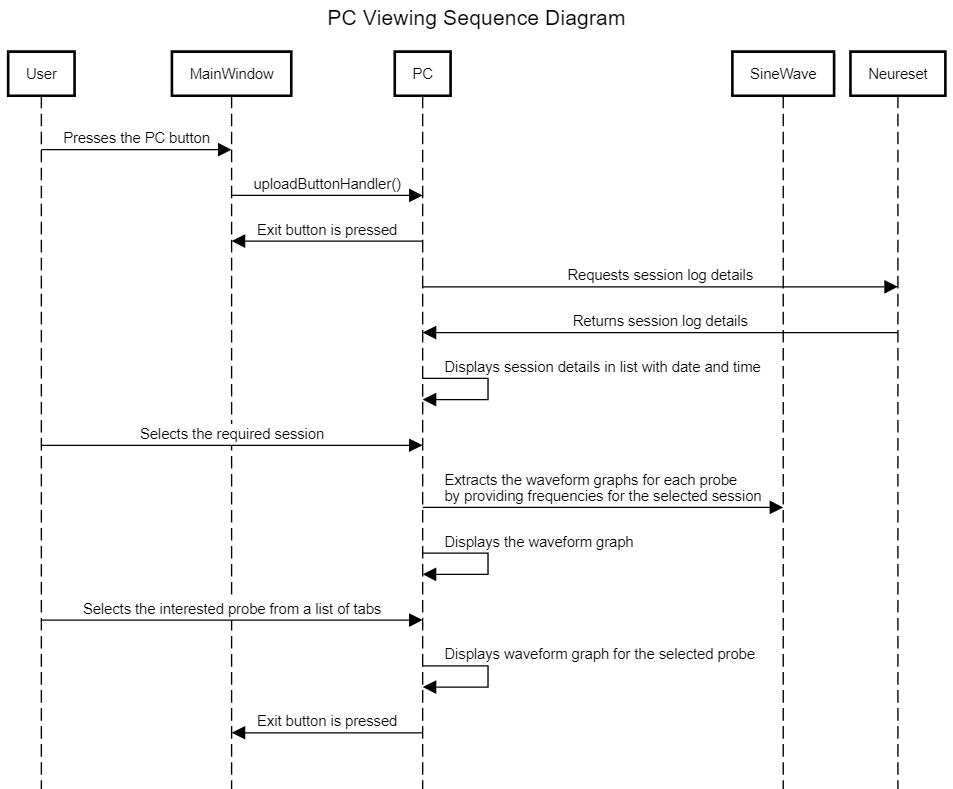 PC Viewing Sequence Diagram
User
MainWindow
PC
SineWave
Neureset
Presses the PC button
uploadButtonHandler()
Exit button is pressed
Requests session log details
Returns session log details
Displays session details in list with date and time
Selects the required session
Extracts the waveform graphs for each probe
by providing frequencies for the selected session
Displays the waveform graph
Selects the interested probe from a list of tabs
Displays waveform graph for the selected probe
Exit button is pressed